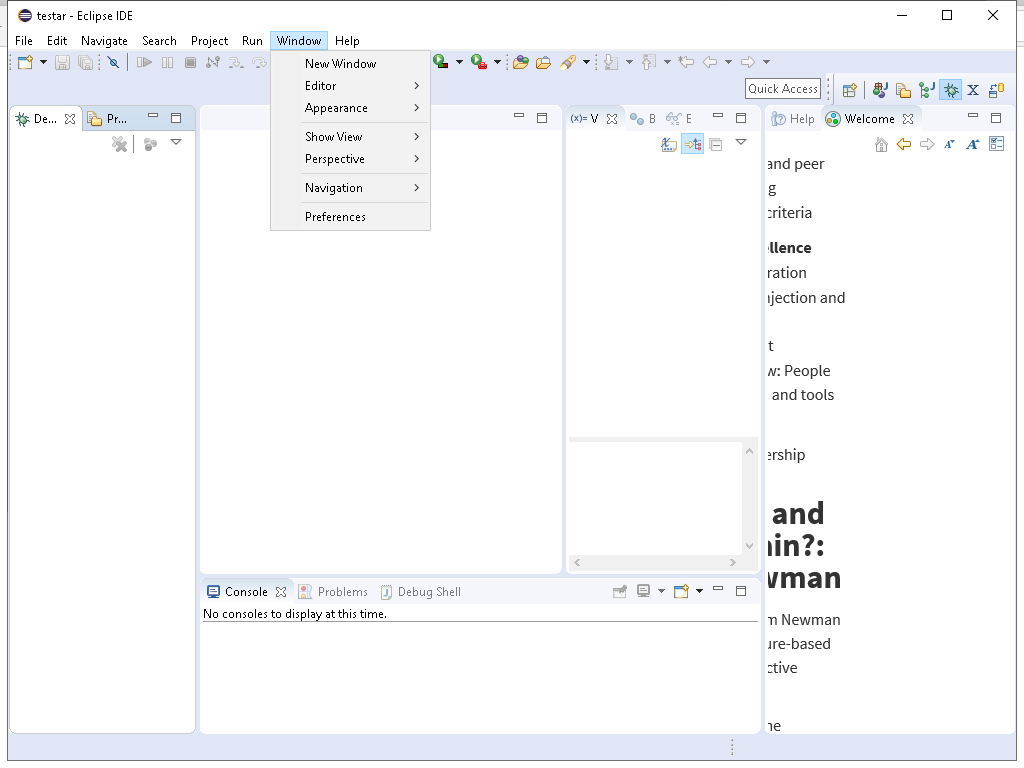 testar - Eclipse IDE
File Edit Navigate Search Project Run Window Help
New Window
Editor
Appearance
Show View
Perspective
Navigation
Preferences
Quick Access
De...
Pr...
(x)= V
B
E
Help
Welcome
and peer
g
criteria
llence
ration
njection and
t
w: People
and tools
ership
and
in?:
wman
m Newman
ure-based
ctive
ne
Console
Problems
Debug Shell
No consoles to display at this time.